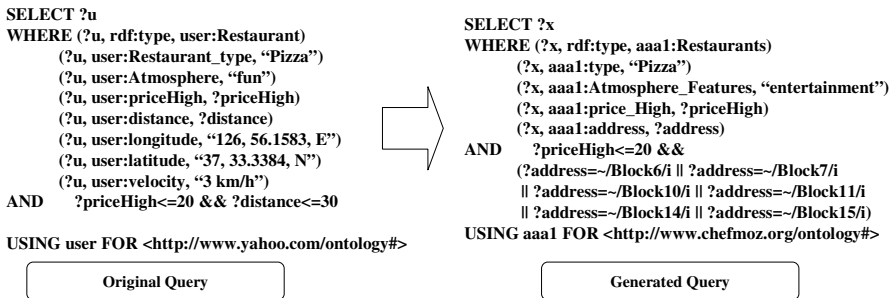 SELECT ?u
WHERE (?u, rdf:type, user:Restaurant)
(?u, user:Restaurant_type, “Pizza”)
(?u, user:Atmosphere, “fun”)
(?u, user:priceHigh, ?priceHigh)
(?u, user:distance, ?distance)
(?u, user:longitude, “126, 56.1583, E”)
(?u, user:latitude, “37, 33.3384, N”)
(?u, user:velocity, “3 km/h”)
AND ?priceHigh<=20 && ?distance<=30
USING user FOR <http://www.yahoo.com/ontology#>
Original Query
SELECT ?x
WHERE (?x, rdf:type, aaa1:Restaurants)
(?x, aaa1:type, “Pizza”)
(?x, aaa1:Atmosphere_Features, “entertainment”)
(?x, aaa1:price_High, ?priceHigh)
(?x, aaa1:address, ?address)
AND ?priceHigh<=20 &&
(?address=~/Block6/i || ?address=~/Block7/i
|| ?address=~/Block10/i || ?address=~/Block11/i
|| ?address=~/Block14/i || ?address=~/Block15/i)
USING aaa1 FOR <http://www.chefmoz.org/ontology#>
Generated Query